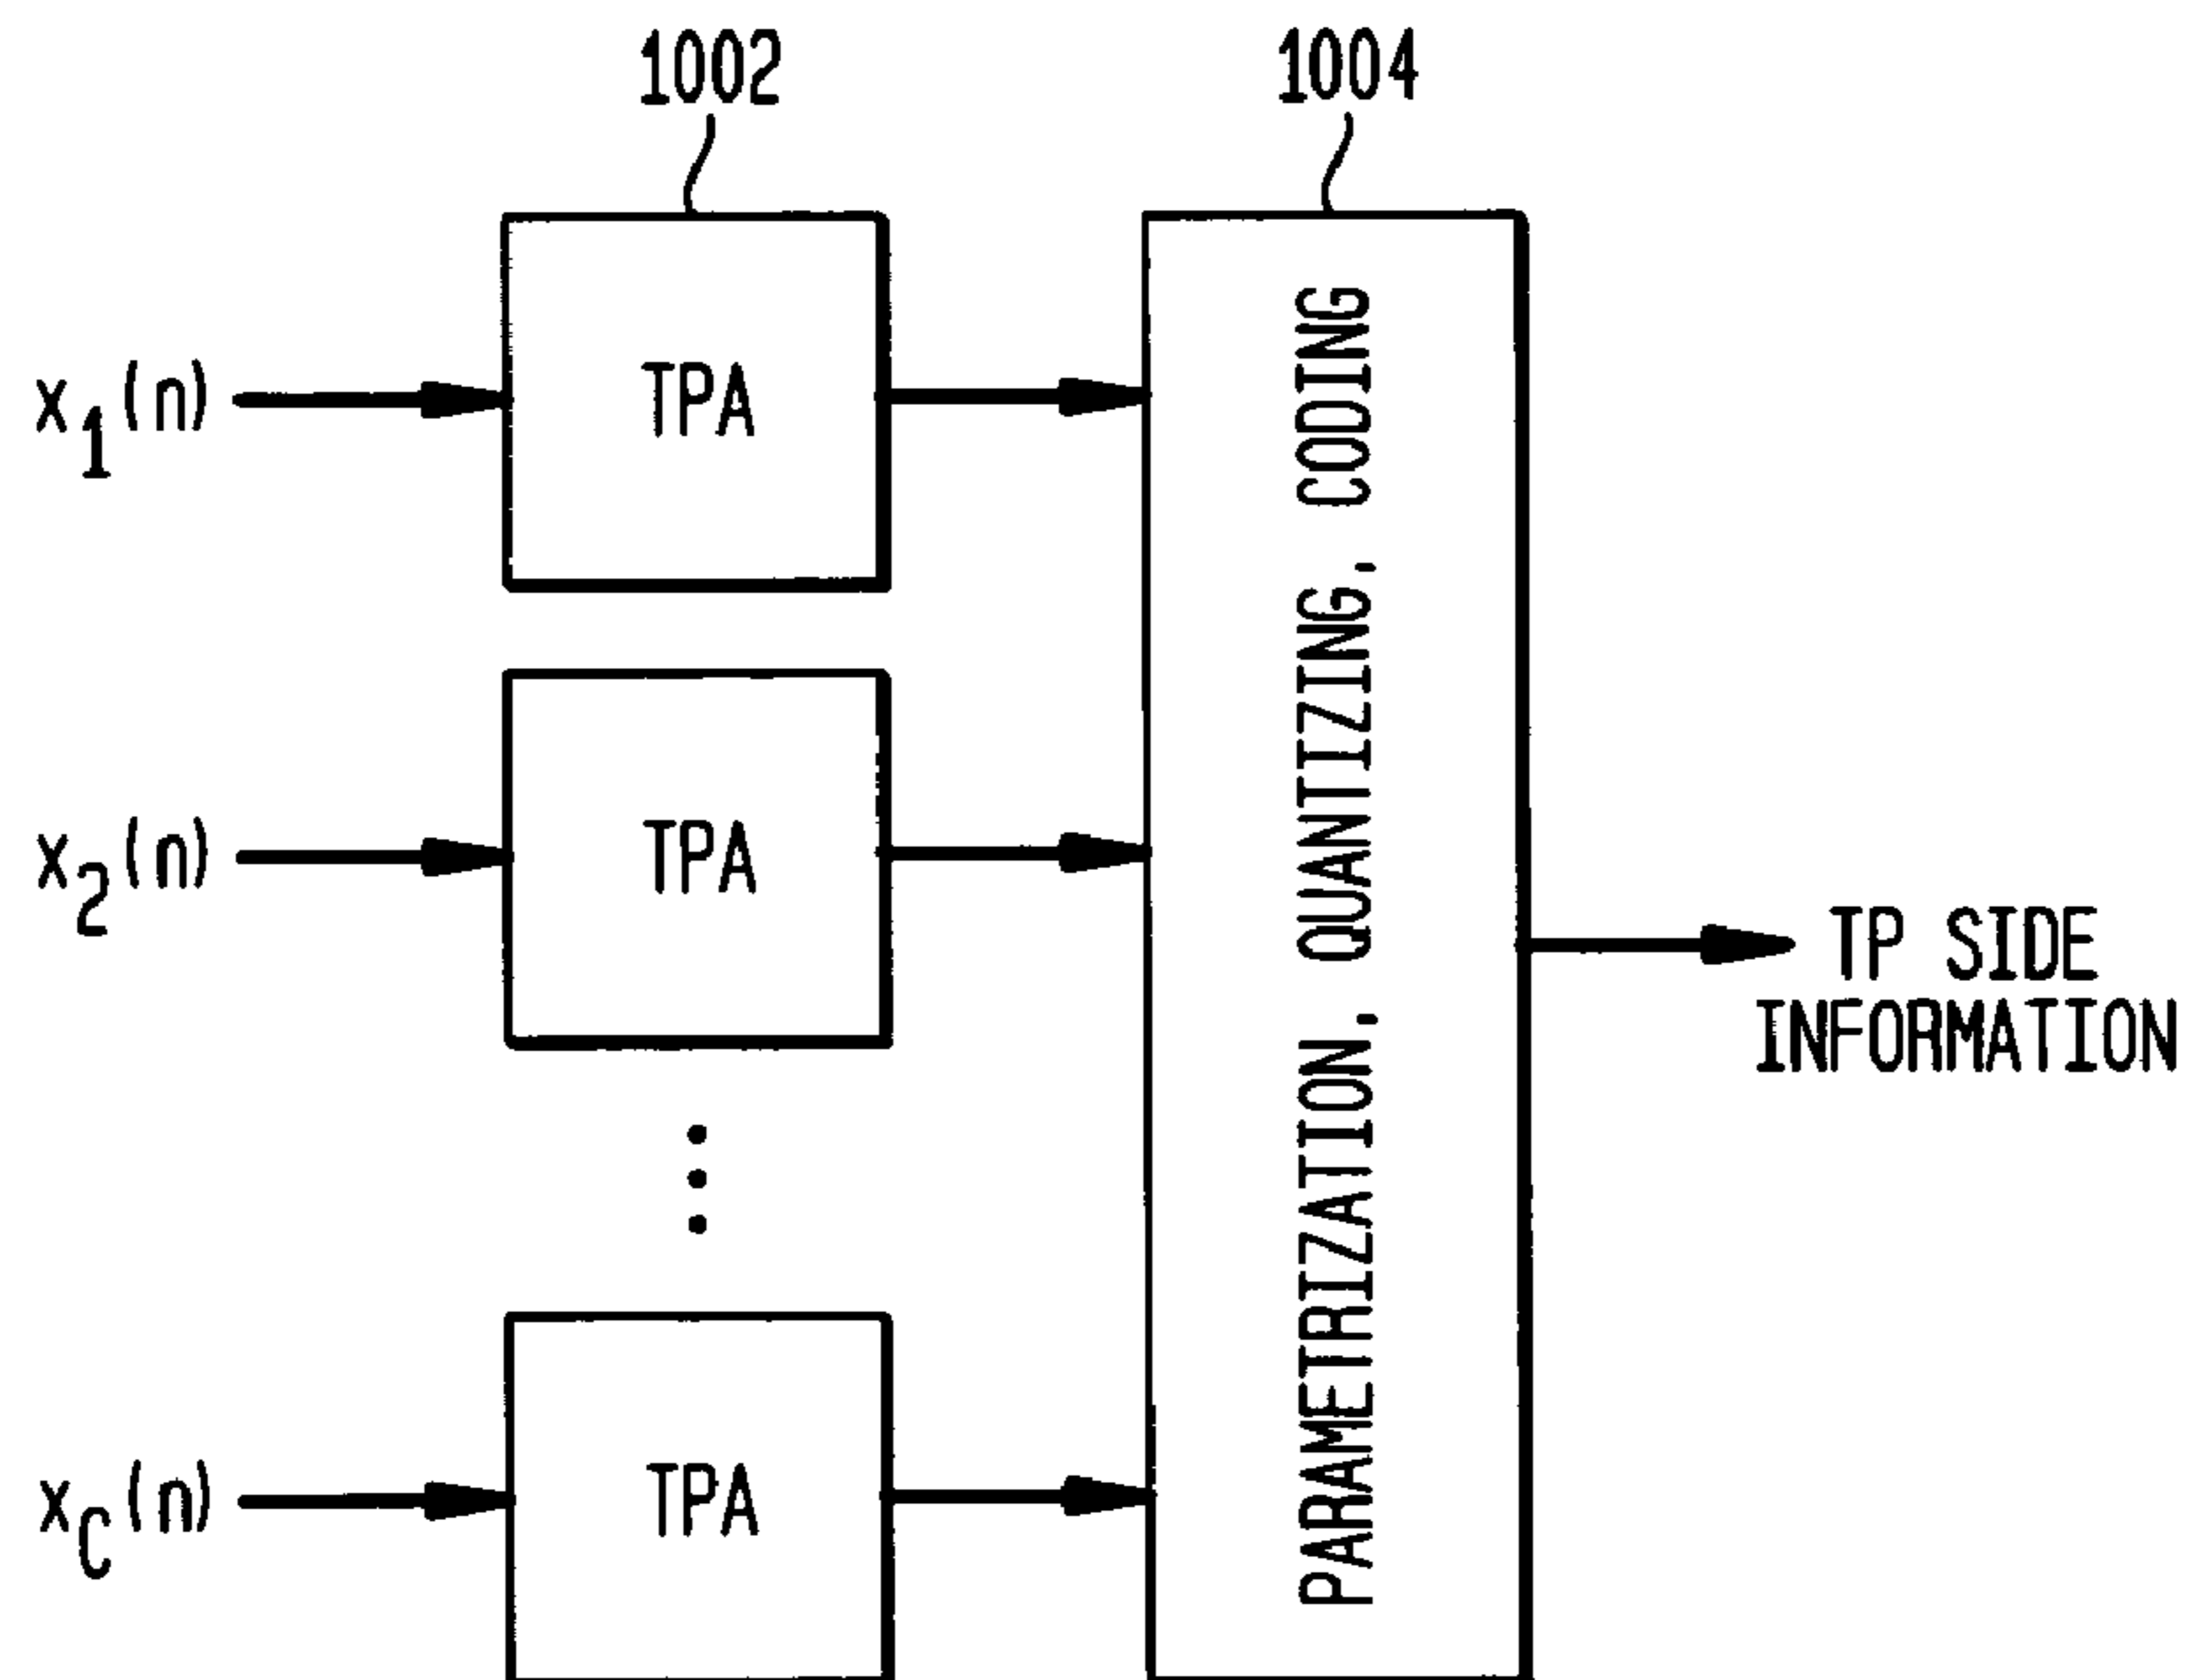 1002
1004
x1(n)
TPA
x2(n)
TPA
xC(n)
TPA
PARAMETRIZATION, QUANTIZING, CODING
TP SIDE
INFORMATION